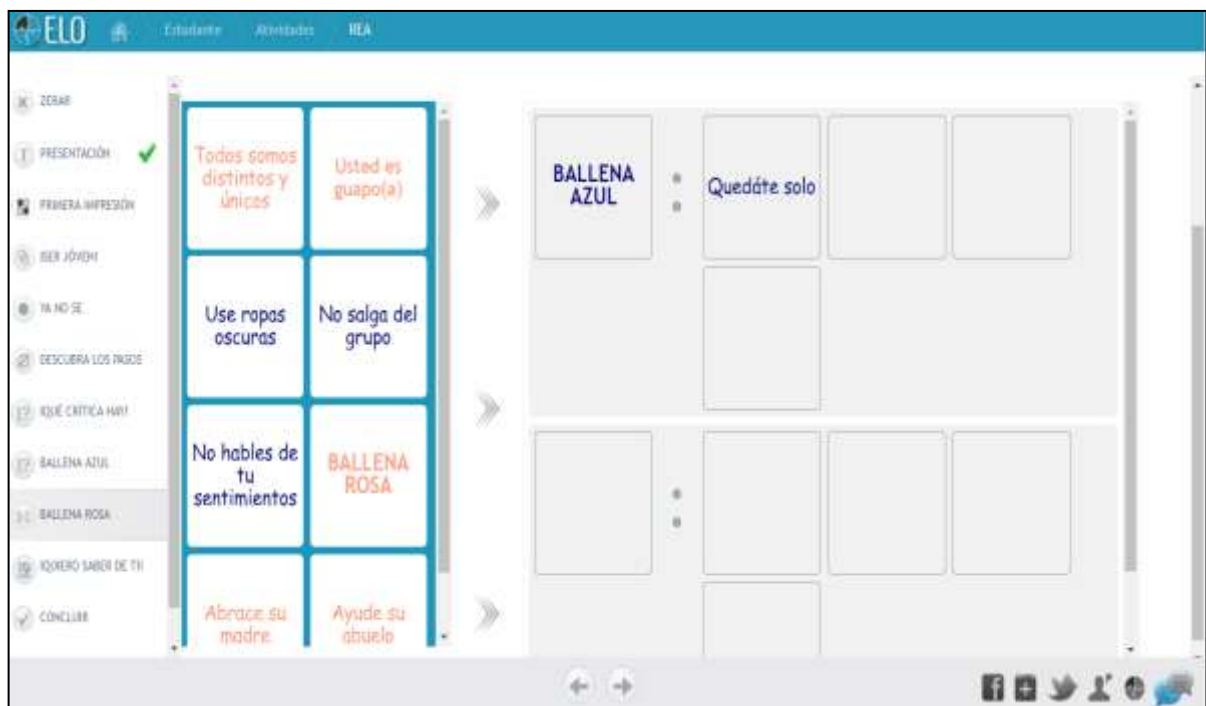 ELO
Estudiante Atividades REA
ZERAR
PRESENTACIÓN
PRIMERA IMPRESIÓN
¡SER JÓVEN!
YA NO SE
DESCUBRA LOS PASOS
¡QUÉ CRÍTICA HAY!
BALLENA AZUL
BALLENA ROSA
¡QUIERO SABER DE TI!
CONCLUIR
Todos somos
distintos y
únicos
Usted es
guapo(a)
Use ropas
oscuras
No salga del
grupo
No hables de
tu
sentimientos
BALLENA
ROSA
Abrace su
madre
Ayude su
abuelo
BALLENA
AZUL
Quedáte solo